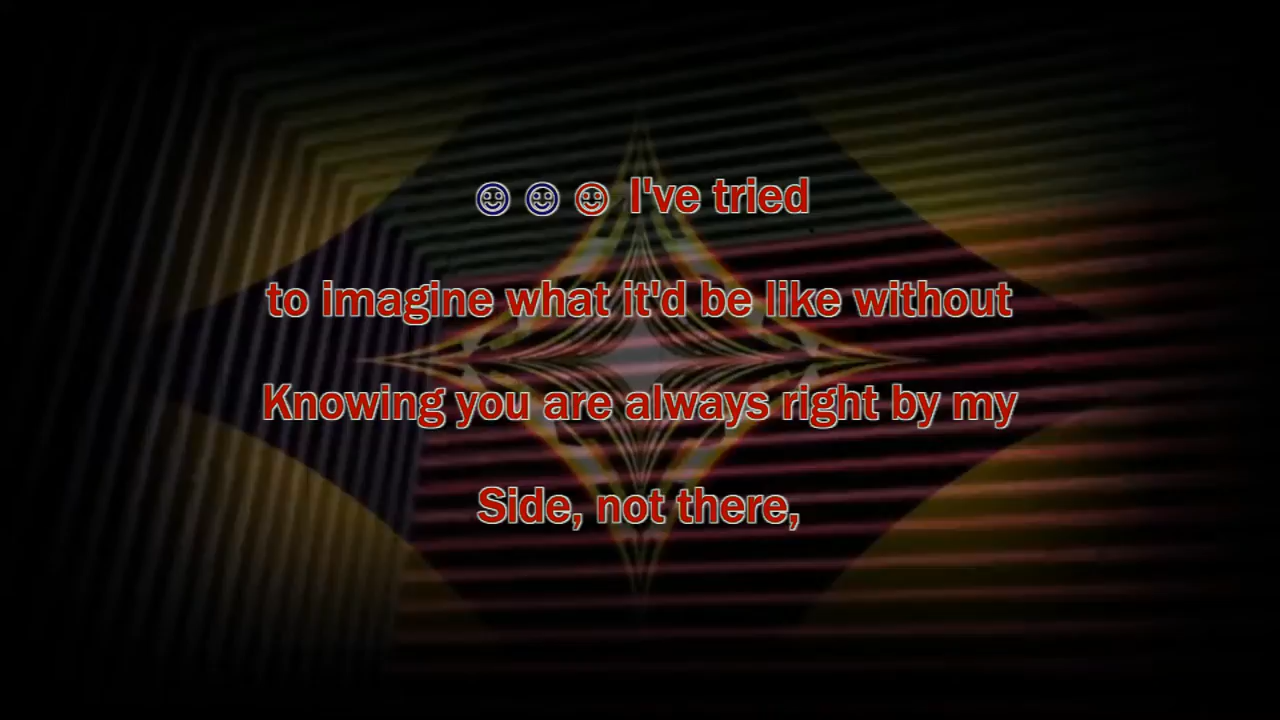 ☺ ☺ ☺ I've tried
to imagine what it'd be like without
Knowing you are always right by my
Side, not there,